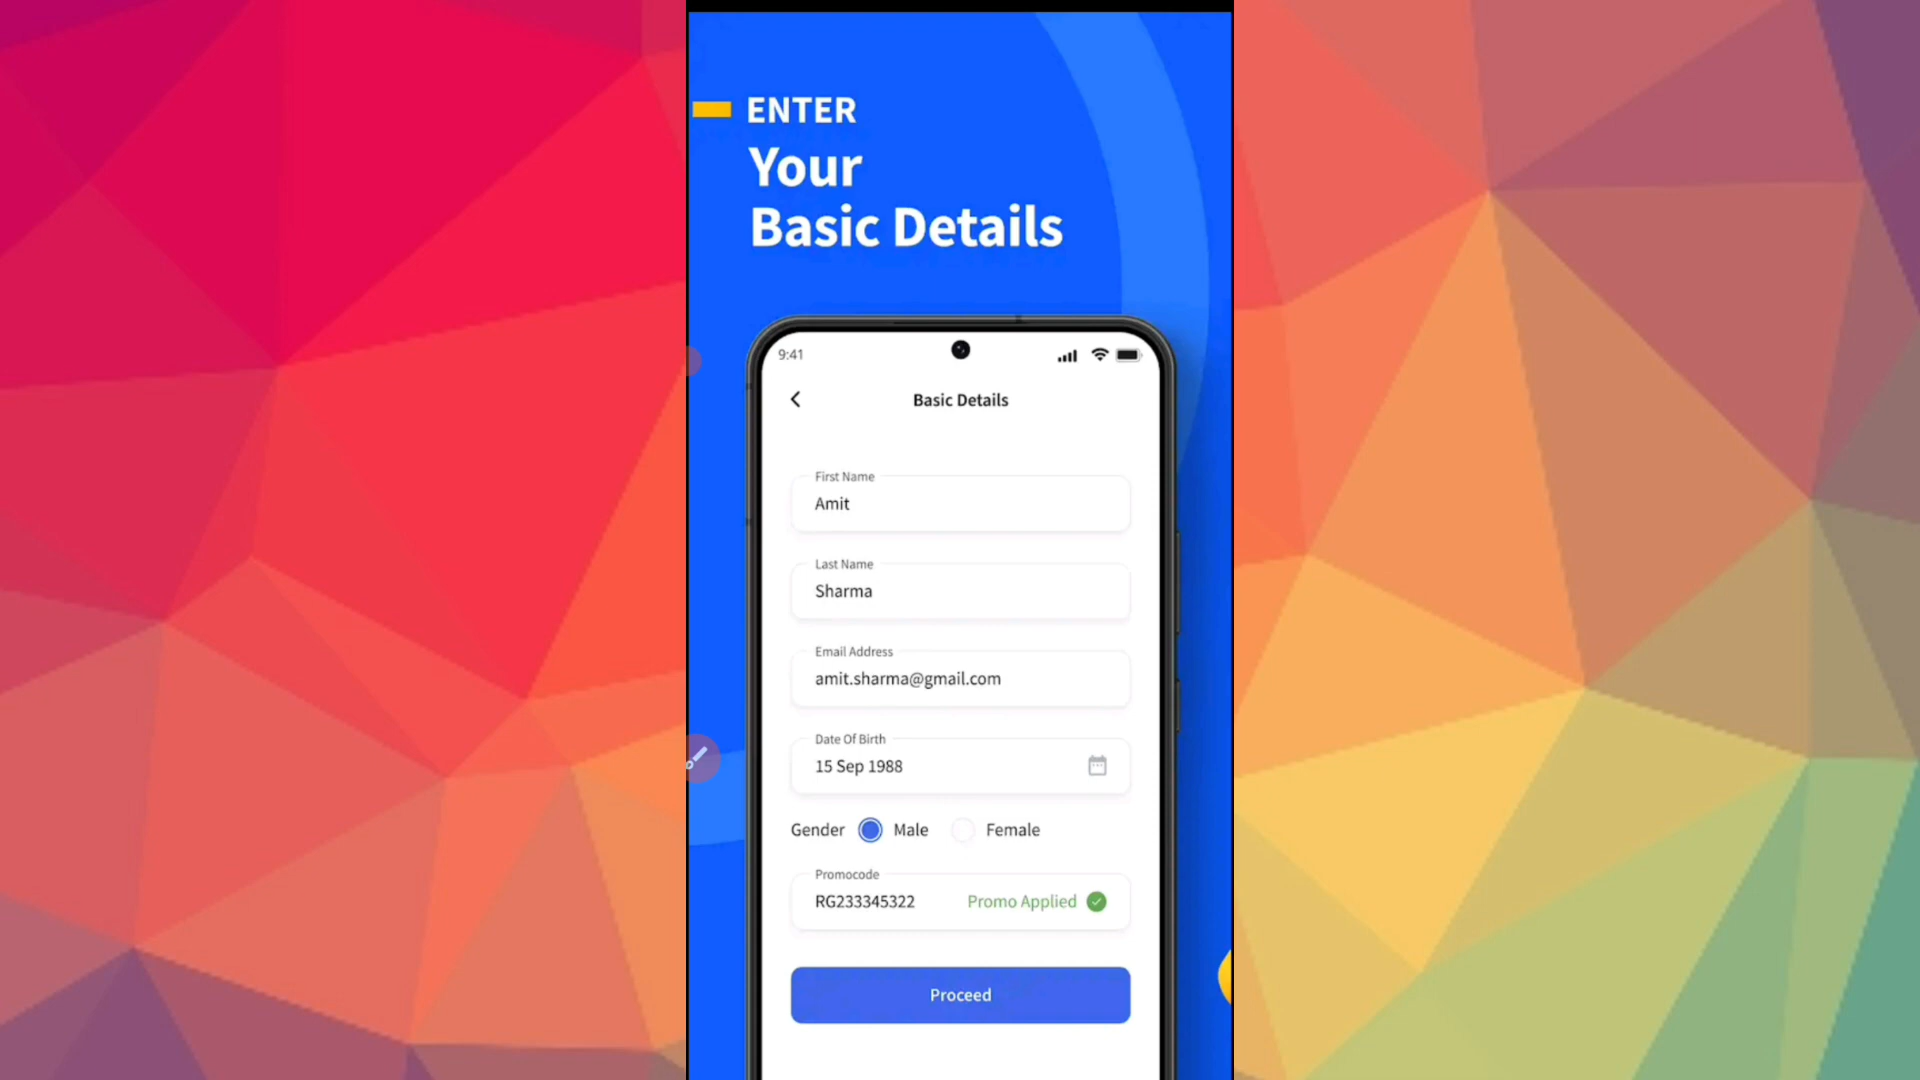 ENTER
Your
Basic Details
9:41
Basic Details
First Name
Amit
Last Name
Sharma
Email Address
amit.sharma@gmail.com
Date Of Birth
15 Sep 1988
Gender Male Female
Promocode
RG233345322 Promo Applied
Proceed